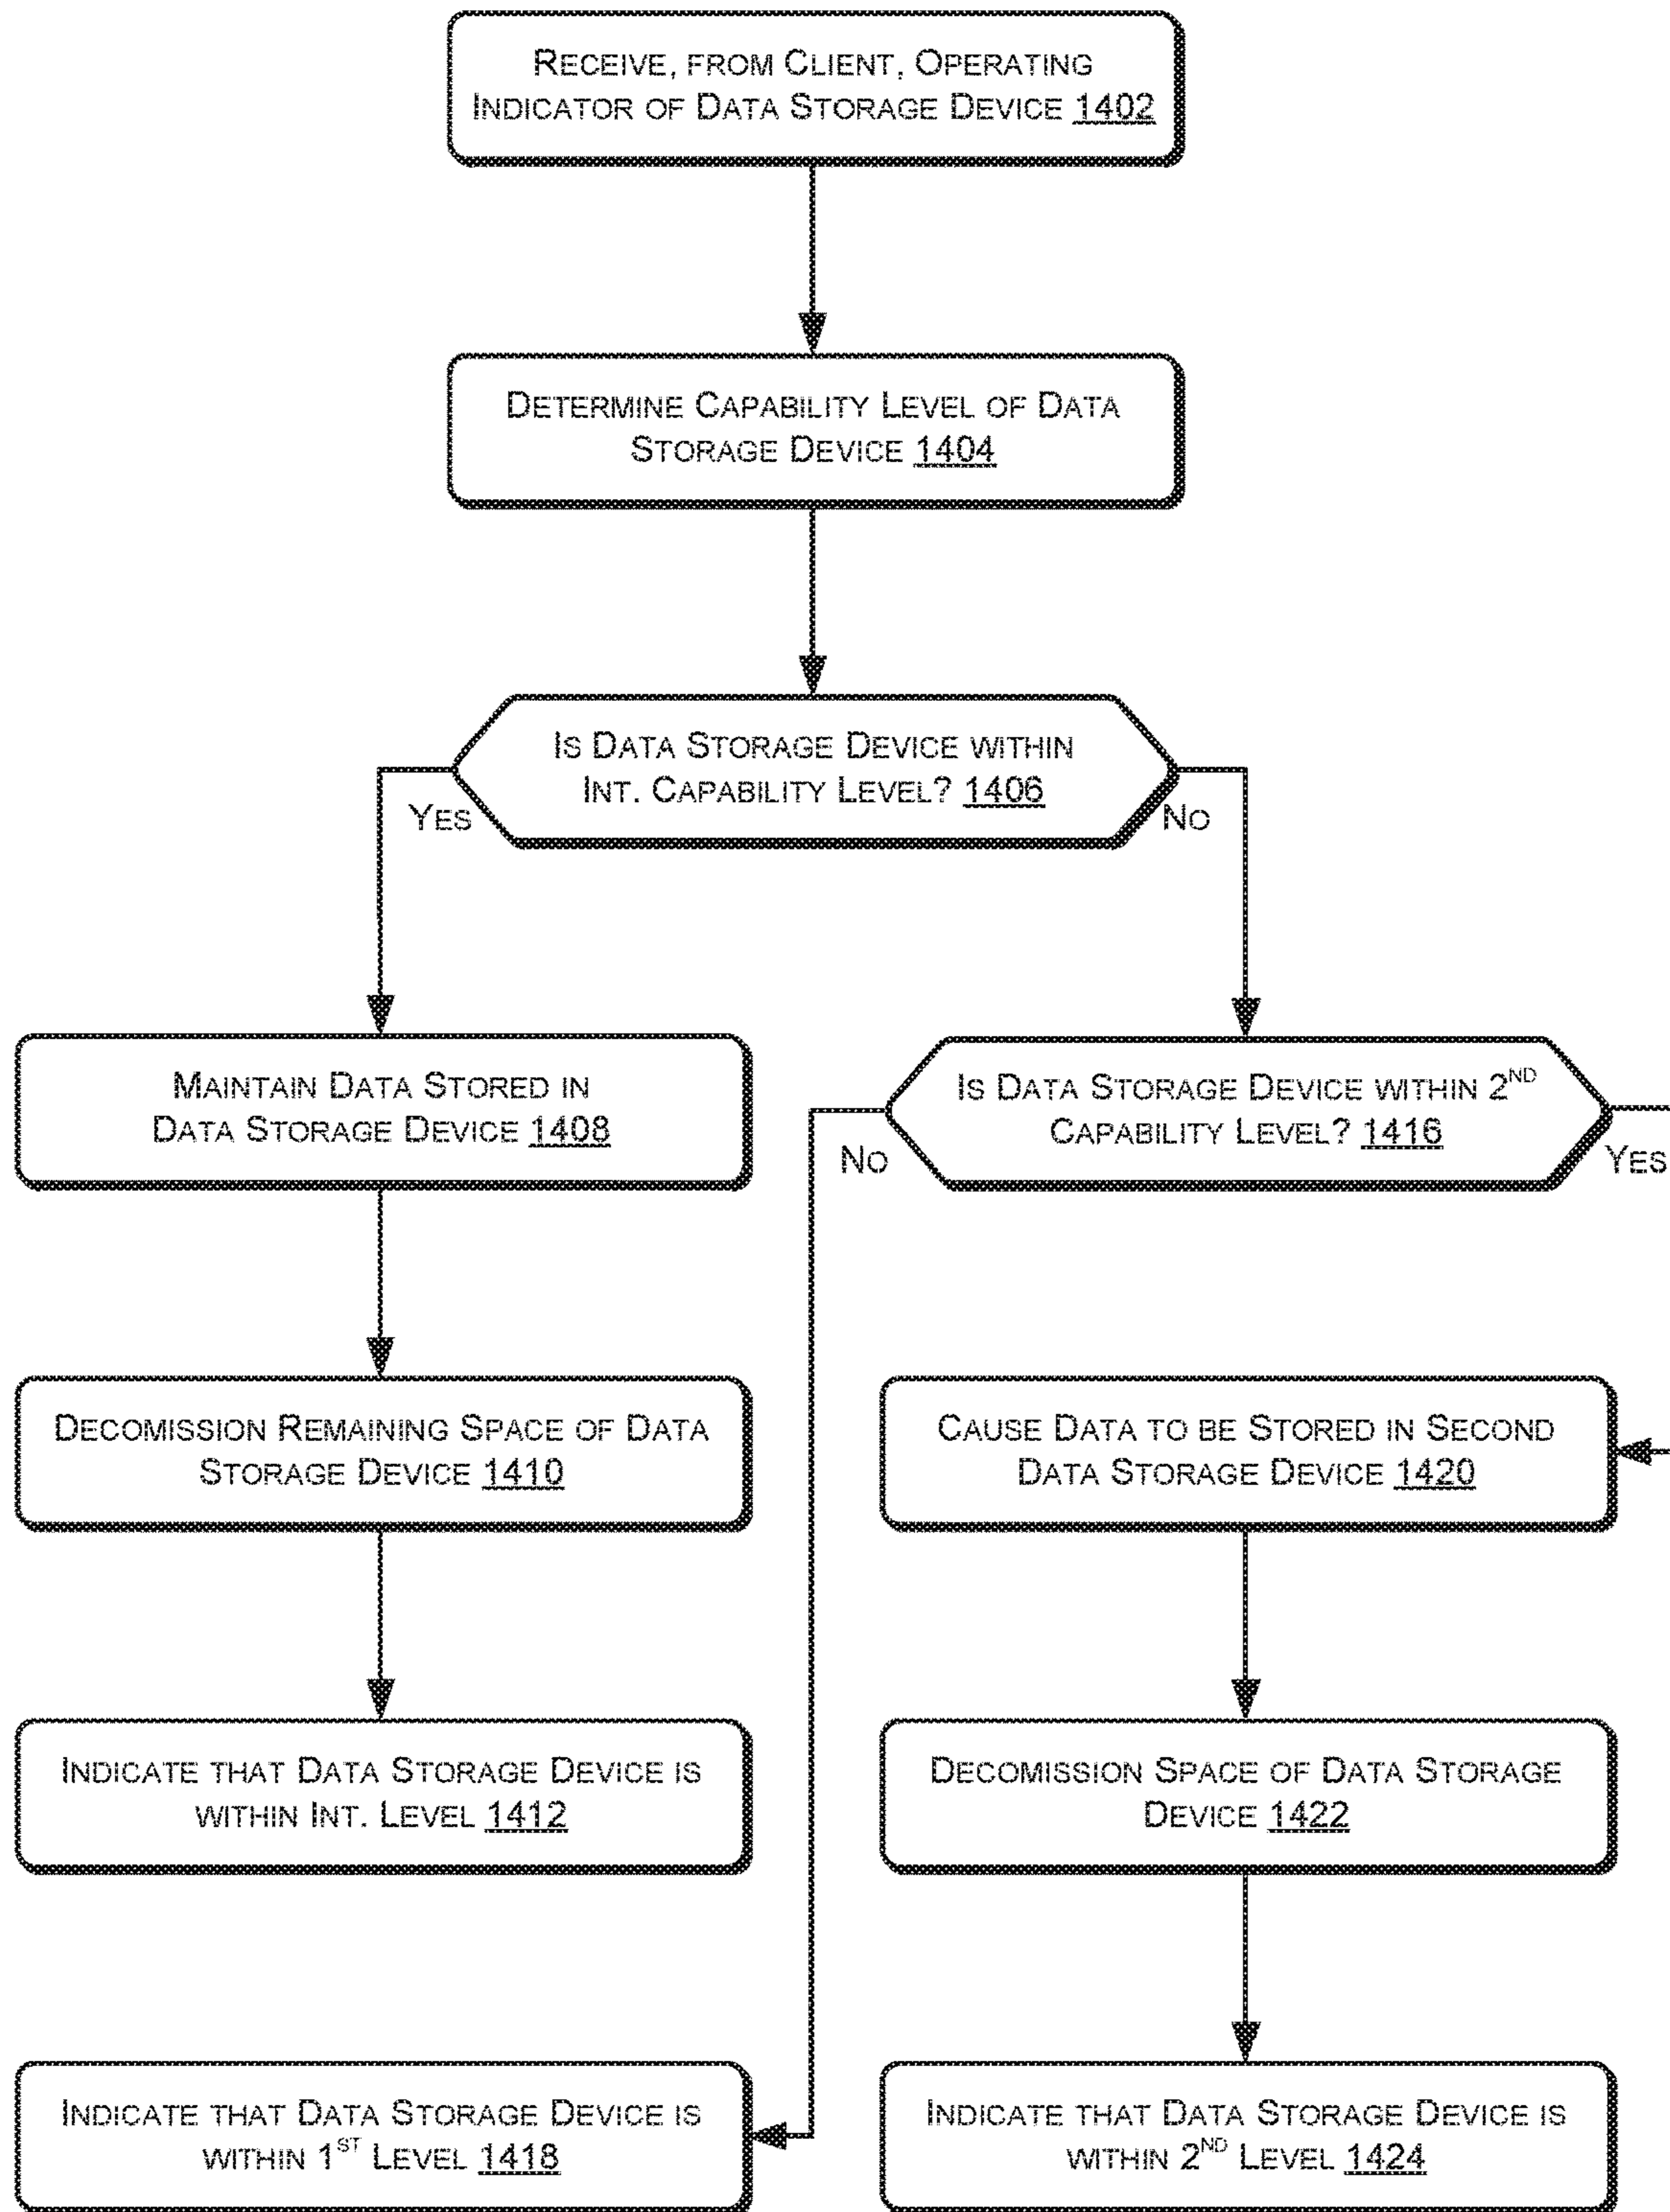 RECEIVE, FROM CLIENT, OPERATING
INDICATOR OF DATA STORAGE DEVICE 1402
DETERMINE CAPABILITY LEVEL OF DATA
STORAGE DEVICE 1404
IS DATA STORAGE DEVICE WITHIN
INT. CAPABILITY LEVEL? 1406
YES
NO
MAINTAIN DATA STORED IN
DATA STORAGE DEVICE 1408
IS DATA STORAGE DEVICE WITHIN 2ND
CAPABILITY LEVEL? 1416
NO
YES
DECOMISSION REMAINING SPACE OF DATA
STORAGE DEVICE 1410
CAUSE DATA TO BE STORED IN SECOND
DATA STORAGE DEVICE 1420
INDICATE THAT DATA STORAGE DEVICE IS
WITHIN INT. LEVEL 1412
DECOMISSION SPACE OF DATA STORAGE
DEVICE 1422
INDICATE THAT DATA STORAGE DEVICE IS
WITHIN 1ST LEVEL 1418
INDICATE THAT DATA STORAGE DEVICE IS
WITHIN 2ND LEVEL 1424